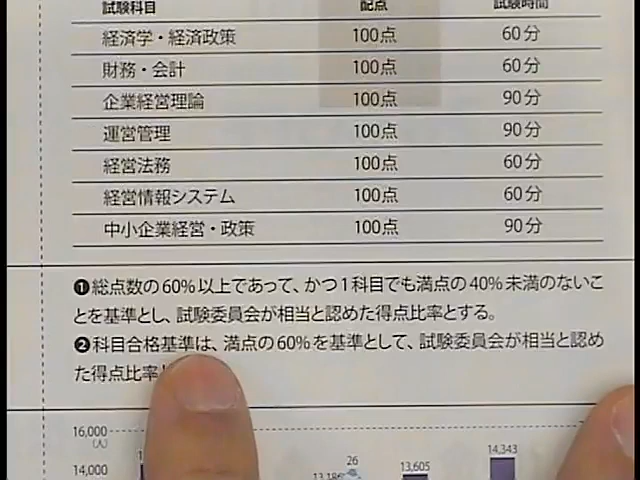 試験科目 配点 試験時間
経済学・経済政策 100点 60分
財務・会計 100点 60分
企業経営理論 100点 90分
運営管理 100点 90分
経営法務 100点 60分
経営情報システム 100点 60分
中小企業経営・政策 100点 90分
❶総点数の60%以上であって、かつ1科目でも満点の40%未満のないこ
とを基準とし、試験委員会が相当と認めた得点比率とする。
❷科目合格基準は、満点の60%を基準として、試験委員会が相当と認め
た得点比率
16,000
(人)
14,343
26
13,605
14,000